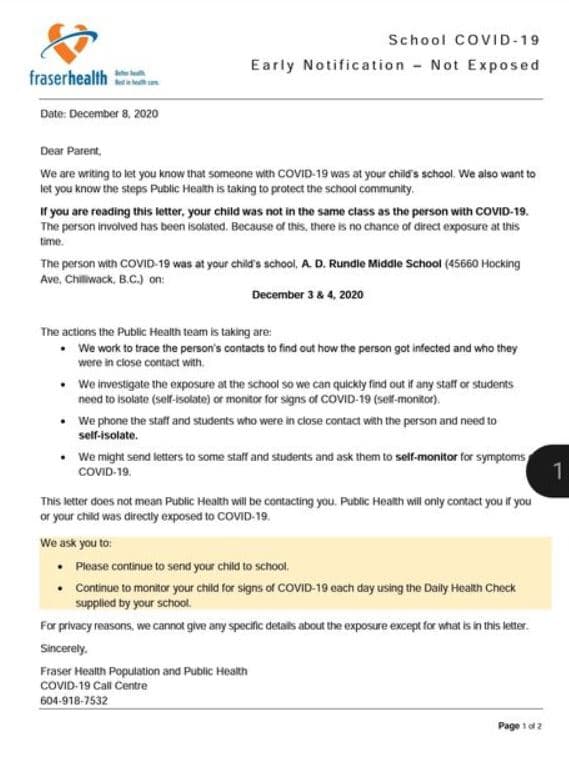 School COVID-19
Early Notification – Not Exposed
fraserhealth
Better health.
Best in health care.
Date: December 8, 2020
Dear Parent,
We are writing to let you know that someone with COVID-19 was at your child's school. We also want to
let you know the steps Public Health is taking to protect the school community.
If you are reading this letter, your child was not in the same class as the person with COVID-19.
The person involved has been isolated. Because of this, there is no chance of direct exposure at this
time.
The person with COVID-19 was at your child's school, A. D. Rundle Middle School (45660 Hocking
Ave, Chilliwack, B.C.) on:
December 3 & 4, 2020
The actions the Public Health team is taking are:
• We work to trace the person's contacts to find out how the person got infected and who they
were in close contact with.
• We investigate the exposure at the school so we can quickly find out if any staff or students
need to isolate (self-isolate) or monitor for signs of COVID-19 (self-monitor).
• We phone the staff and students who were in close contact with the person and need to
self-isolate.
• We might send letters to some staff and students and ask them to self-monitor for symptoms
COVID-19.
1
This letter does not mean Public Health will be contacting you. Public Health will only contact you if you
or your child was directly exposed to COVID-19.
We ask you to:
• Please continue to send your child to school.
• Continue to monitor your child for signs of COVID-19 each day using the Daily Health Check
supplied by your school.
For privacy reasons, we cannot give any specific details about the exposure except for what is in this letter.
Sincerely,
Fraser Health Population and Public Health
COVID-19 Call Centre
604-918-7532
Page 1 of 2